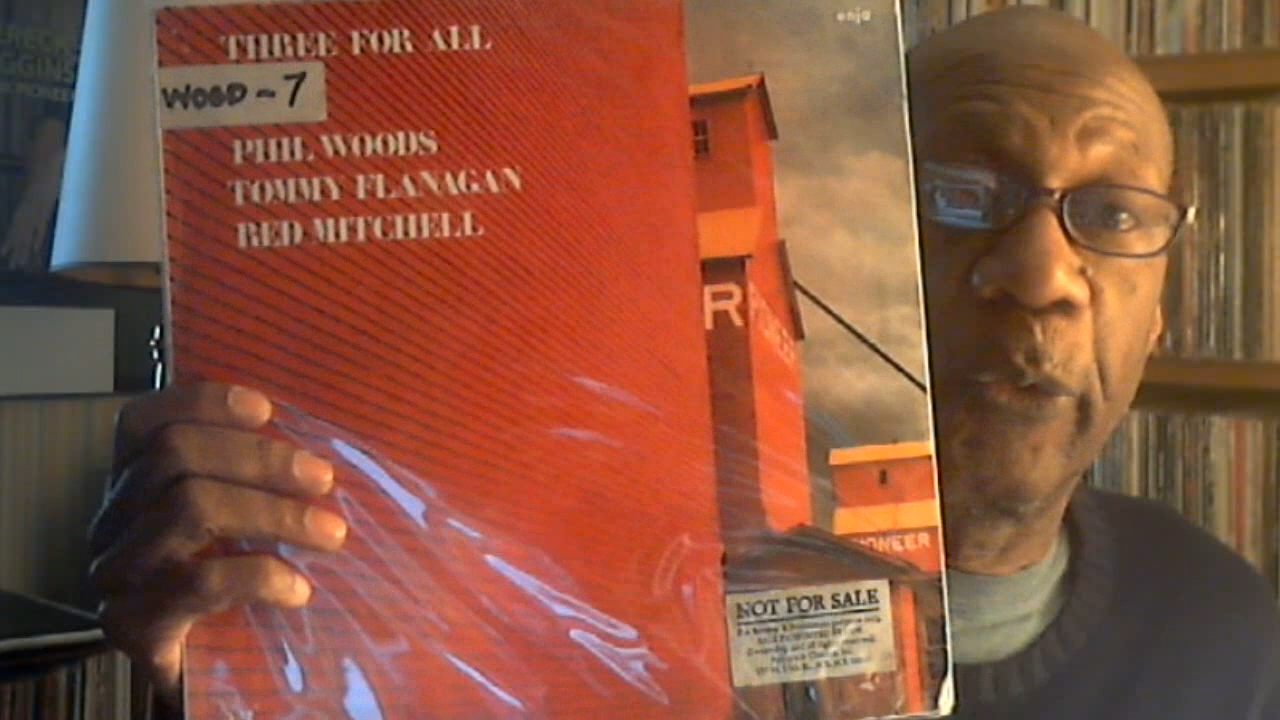 THREE FOR ALL
WOOD-7
PHIL WOODS
TOMMY FLANAGAN
RED MITCHELL
enja
R
PIONEER
NOT FOR SALE